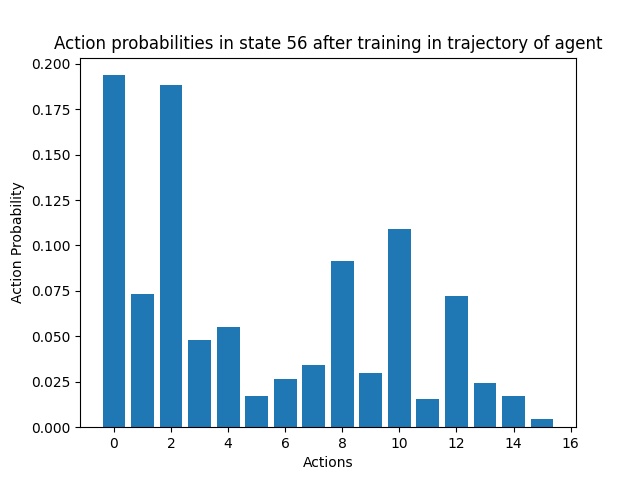 Action probabilities in state 56 after training in trajectory of agent
0.200
0.175
0.150
0.125
0.100
0.075
0.050
0.025
0.000
Action Probability
0 2 4 6 8 10 12 14 16
Actions